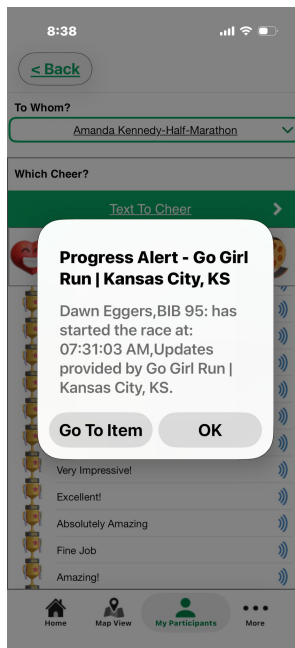 8:38
< Back
To Whom?
Amanda Kennedy-Half-Marathon
Which Cheer?
Text To Cheer
Progress Alert - Go Girl
Run | Kansas City, KS
Dawn Eggers,BIB 95: has
started the race at:
07:31:03 AM,Updates
provided by Go Girl Run |
Kansas City, KS.
Go To Item
OK
Very Impressive!
Excellent!
Absolutely Amazing
Fine Job
Amazing!
Home
Map View
My Participants
More